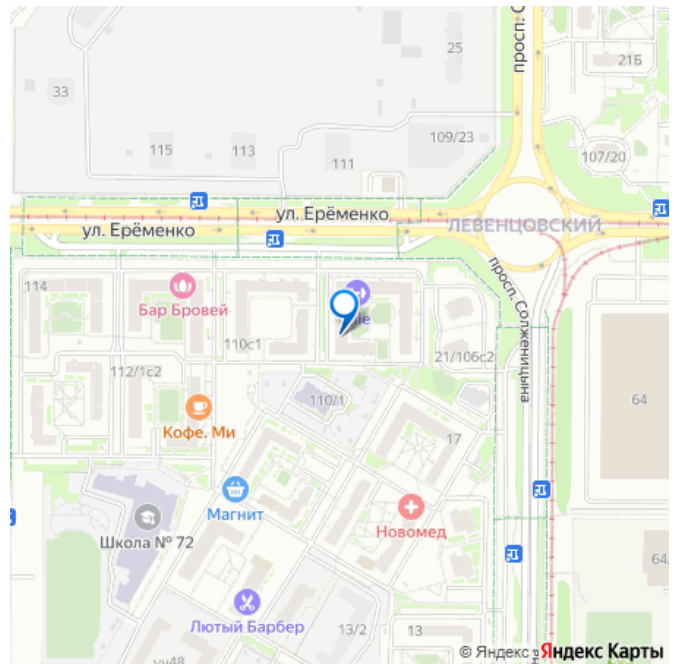 просп. С
25
21Б
33
115
113
111
109/23
107/20
ул. Ерёменко
ул. Ерёменко
ЛЕВЕНЦОВСКИЙ
просп. Солженицына
114
Бар Бровей
110с1
21/106с2
112/1с2
110/1
64
Кофе. Ми
17
Магнит
Новомед
Школа № 72
64/
Лютый Барбер
13/2
13
уч48
© Яндекс Яндекс Карты